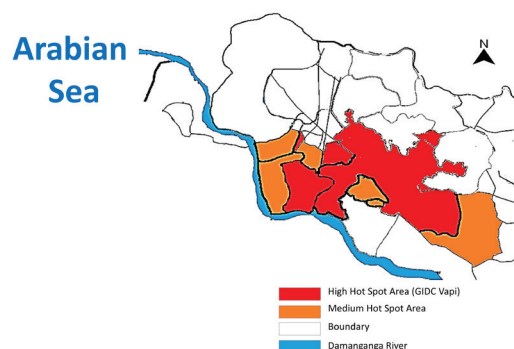 Arabian
Sea
N
High Hot Spot Area (GIDC Vapi)
Medium Hot Spot Area
Boundary
Damanganga River